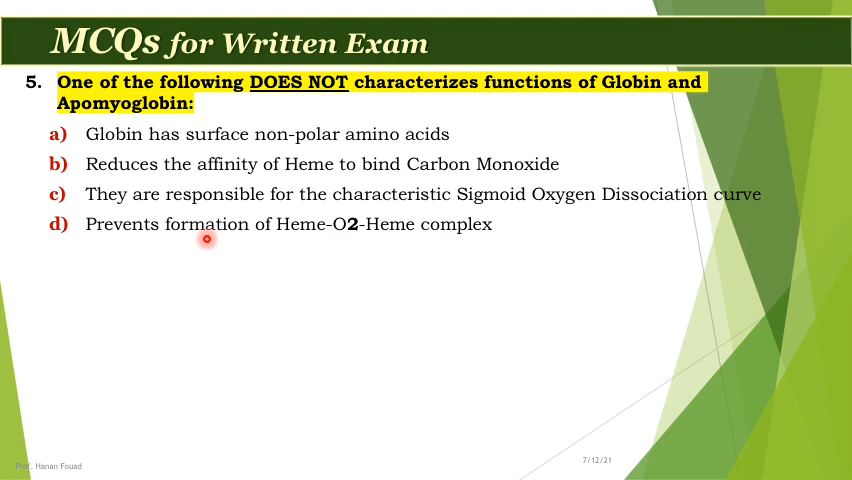 MCQs for Written Exam
5. One of the following DOES NOT characterizes functions of Globin and
Apomyoglobin:
a) Globin has surface non-polar amino acids
b) Reduces the affinity of Heme to bind Carbon Monoxide
c) They are responsible for the characteristic Sigmoid Oxygen Dissociation curve
d) Prevents formation of Heme-O2-Heme complex
Prof. Hanan Fouad
7/12/21